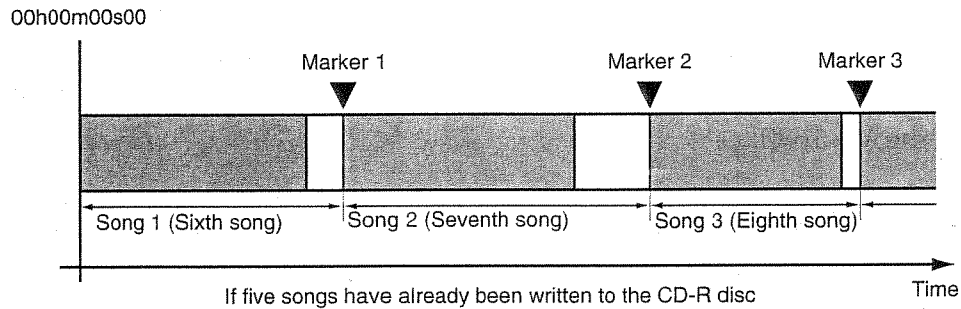 00h00m00s00
Marker 1
Marker 2
Marker 3
Song 1 (Sixth song)
Song 2 (Seventh song)
Song 3 (Eighth song)
If five songs have already been written to the CD-R disc
Time